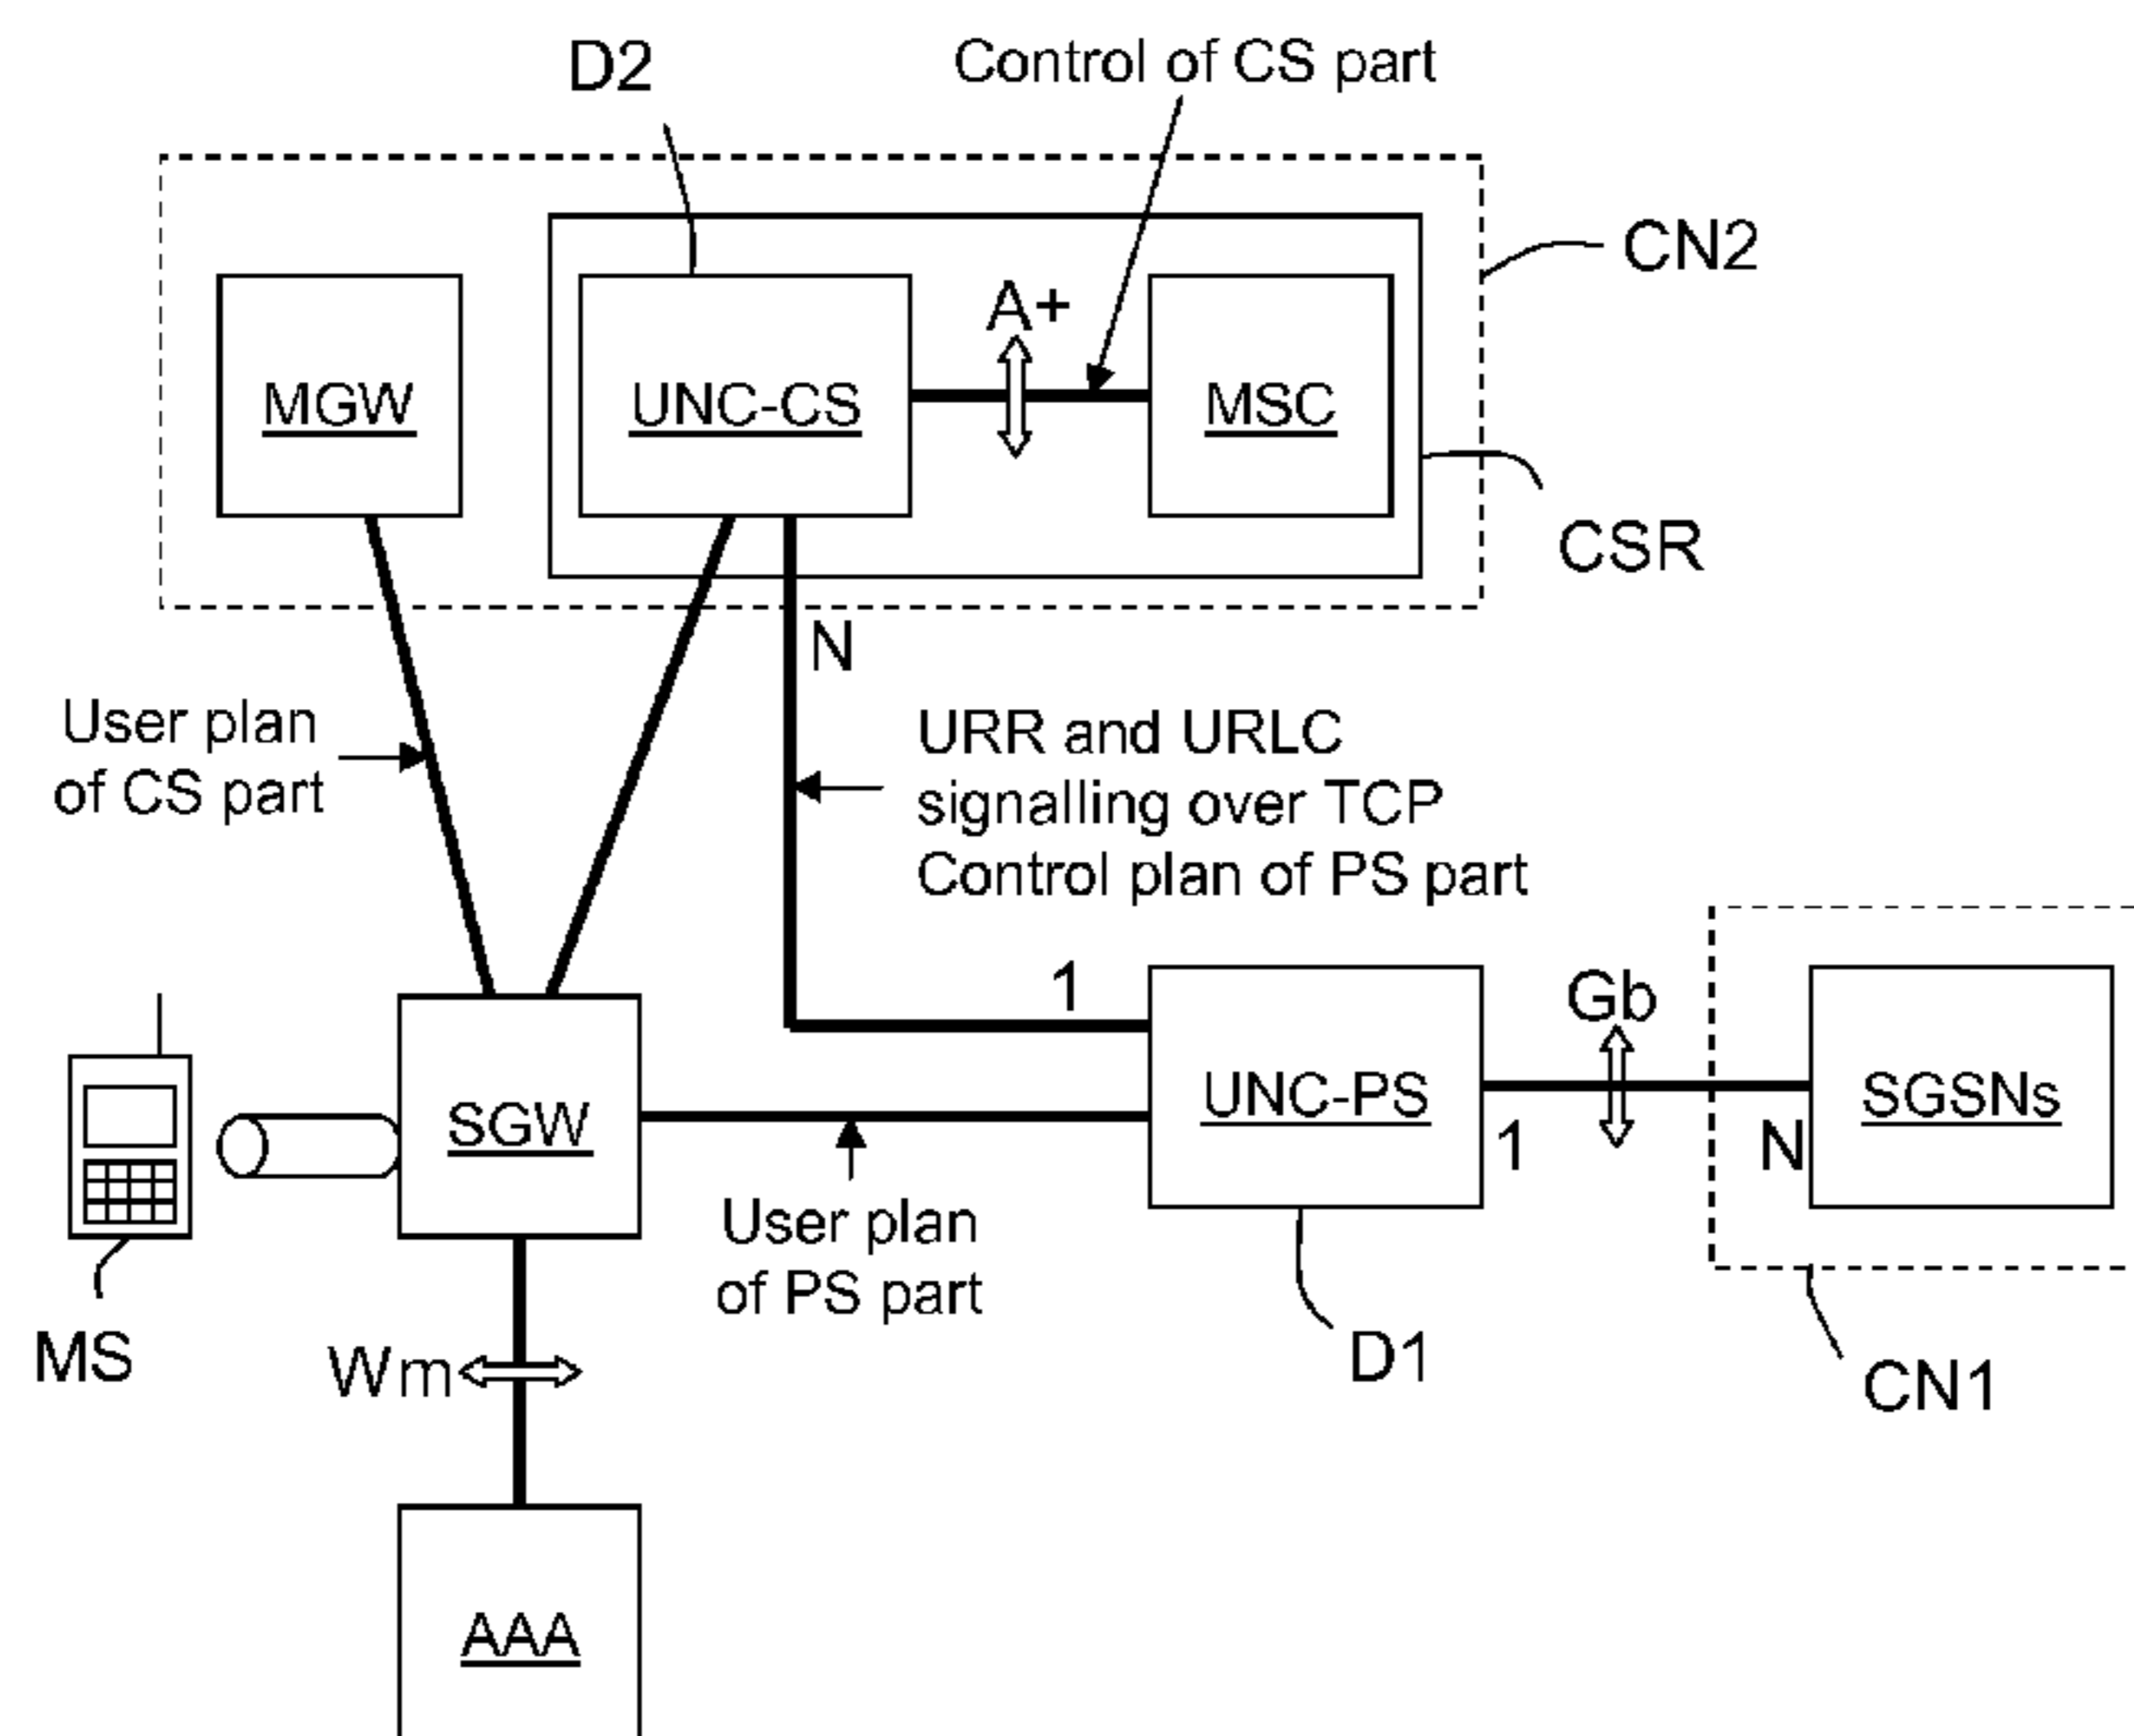 D2
Control of CS part
CN2
A+
MGW
UNC-CS
MSC
CSR
N
User plan
of CS part
URR and URLC
signalling over TCP
Control plan of PS part
1
Gb
UNC-PS
SGSNs
SGW
1
N
User plan
of PS part
MS
Wm
D1
CN1
AAA